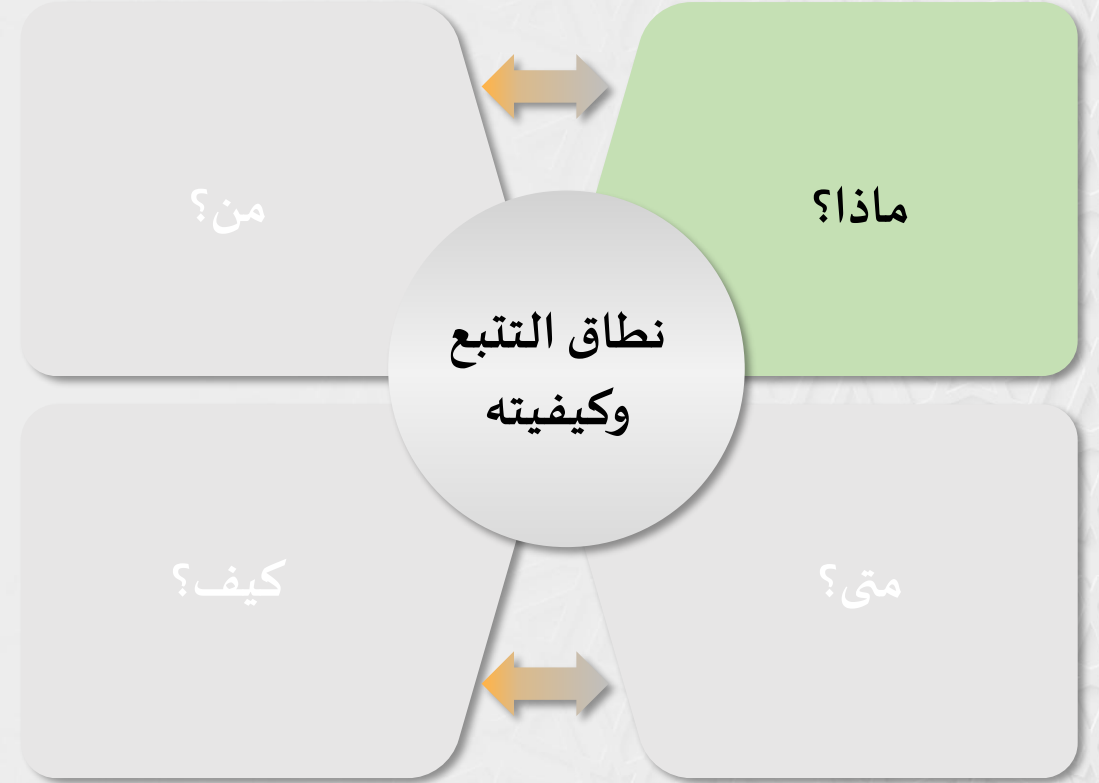 ماذا؟
من؟
نطاق التتبع
وكيفيته
متى؟
كيف؟